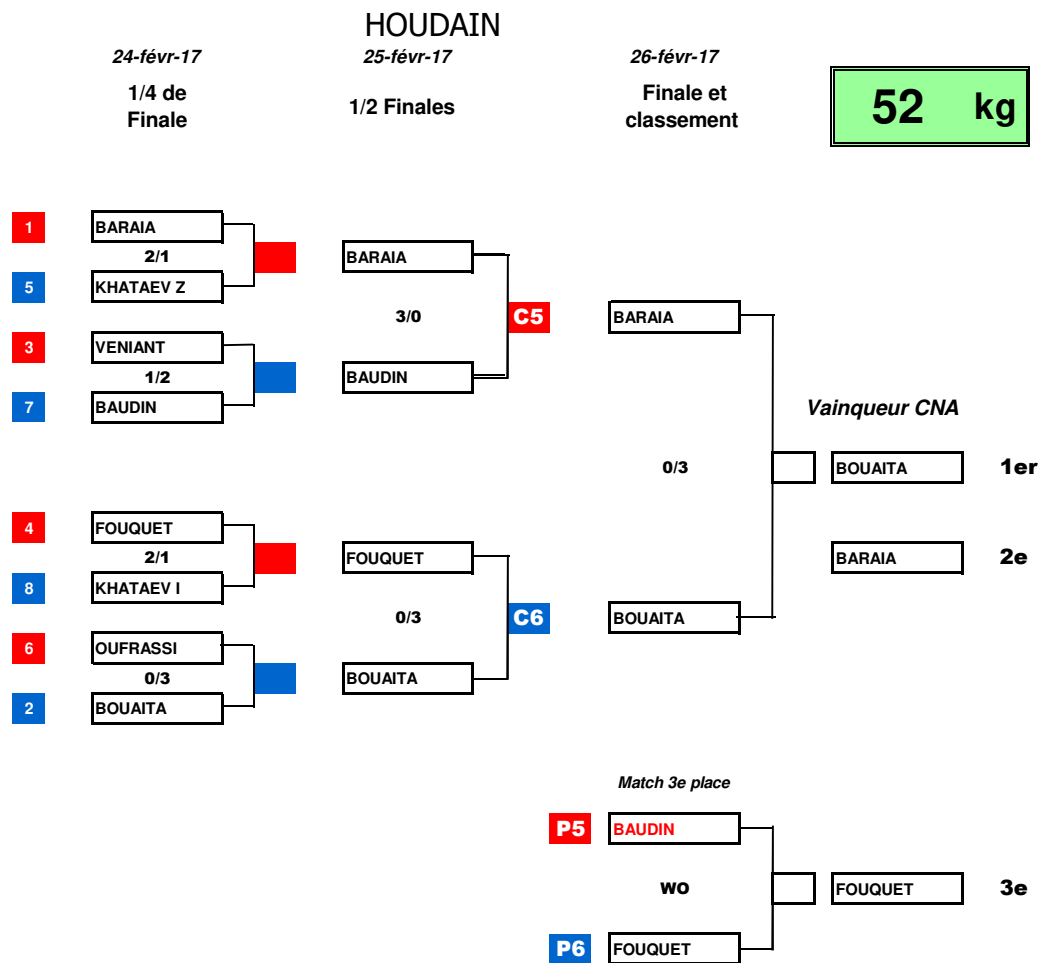 HOUDAIN
24-févr-17
25-févr-17
26-févr-17
1/4 de
Finale
1/2 Finales
Finale et
classement
52 kg
1
BARAIA
2/1
5
KHATAEV Z
BARAIA
3/0
C5
BARAIA
3
VENIANT
1/2
7
BAUDIN
BAUDIN
Vainqueur CNA
0/3
BOUAITA
1er
4
FOUQUET
2/1
8
KHATAEV I
FOUQUET
BARAIA
2e
0/3
C6
BOUAITA
6
OUFRASSI
0/3
2
BOUAITA
BOUAITA
Match 3e place
P5
BAUDIN
WO
FOUQUET
3e
P6
FOUQUET